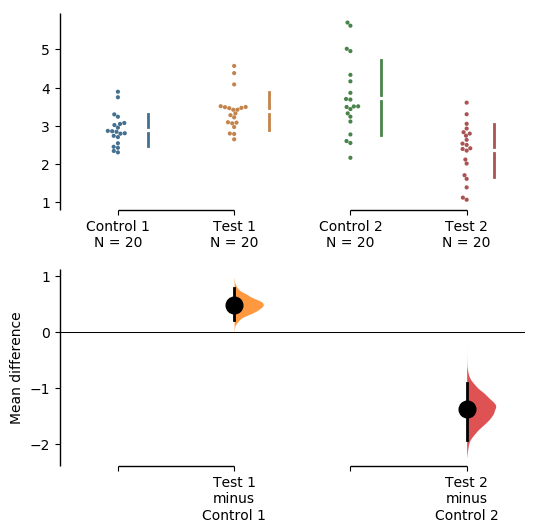 5
4
3
2
1
Control 1
N = 20
Test 1
N = 20
Control 2
N = 20
Test 2
N = 20
Mean difference
1
0
−1
−2
Test 1
minus
Control 1
Test 2
minus
Control 2